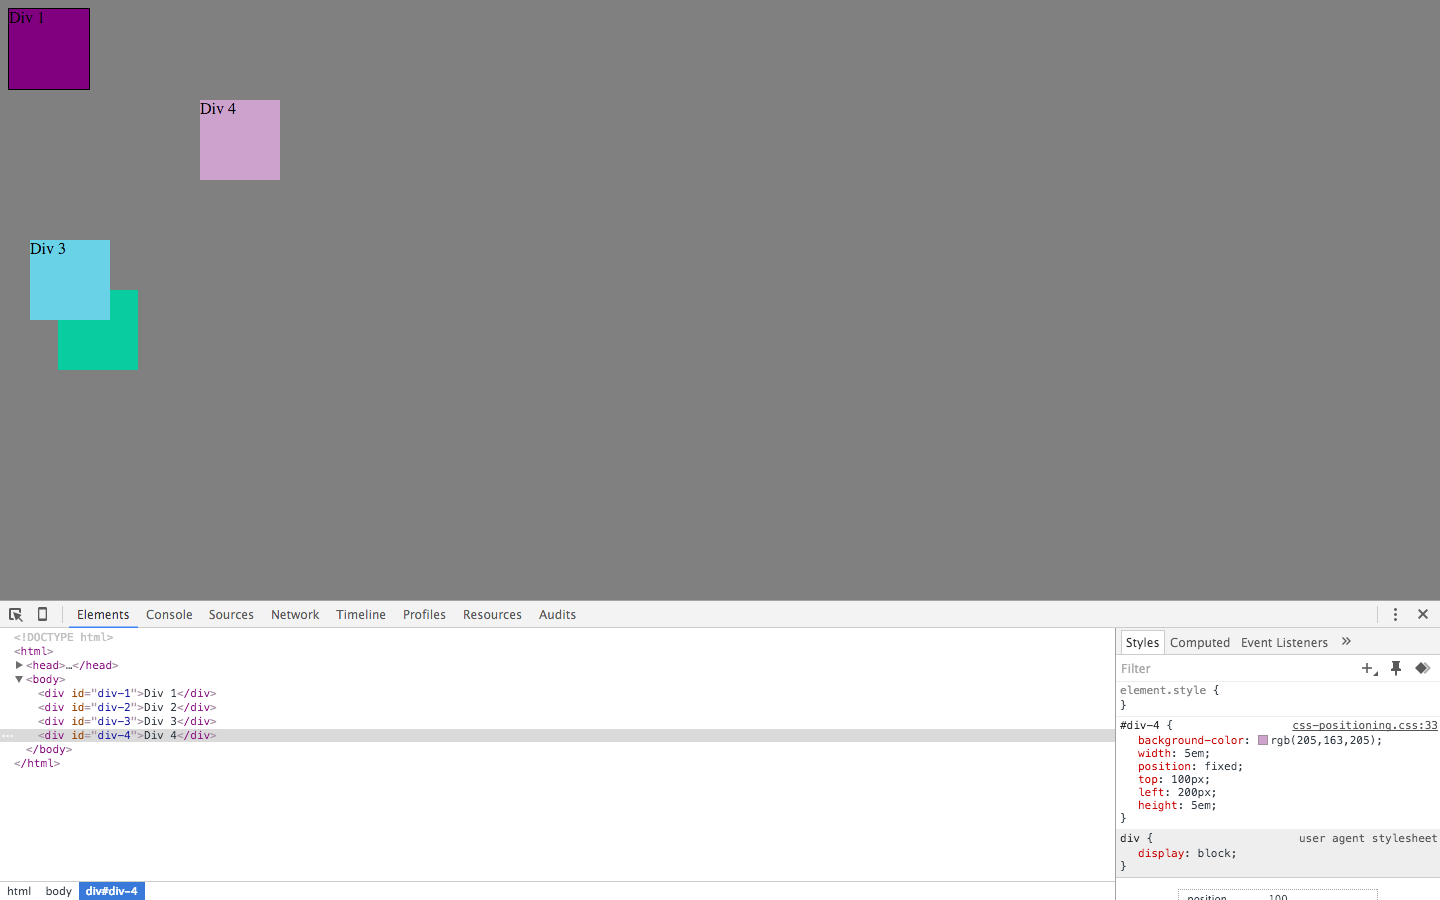 Div 1
Div 4
Div 3
Elements Console Sources Network Timeline Profiles Resources Audits
<!DOCTYPE html>
<html>
<head>…</head>
<body>
<div id="div-1">Div 1</div>
<div id="div-2">Div 2</div>
<div id="div-3">Div 3</div>
<div id="div-4">Div 4</div>
</body>
</html>
html body div#div-4
Styles Computed Event Listeners »
Filter
element.style {
}
#div-4 { css-positioning.css:33
background-color: rgb(205,163,205);
width: 5em;
position: fixed;
top: 100px;
left: 200px;
height: 5em;
}
div { user agent stylesheet
display: block;
}
position 100